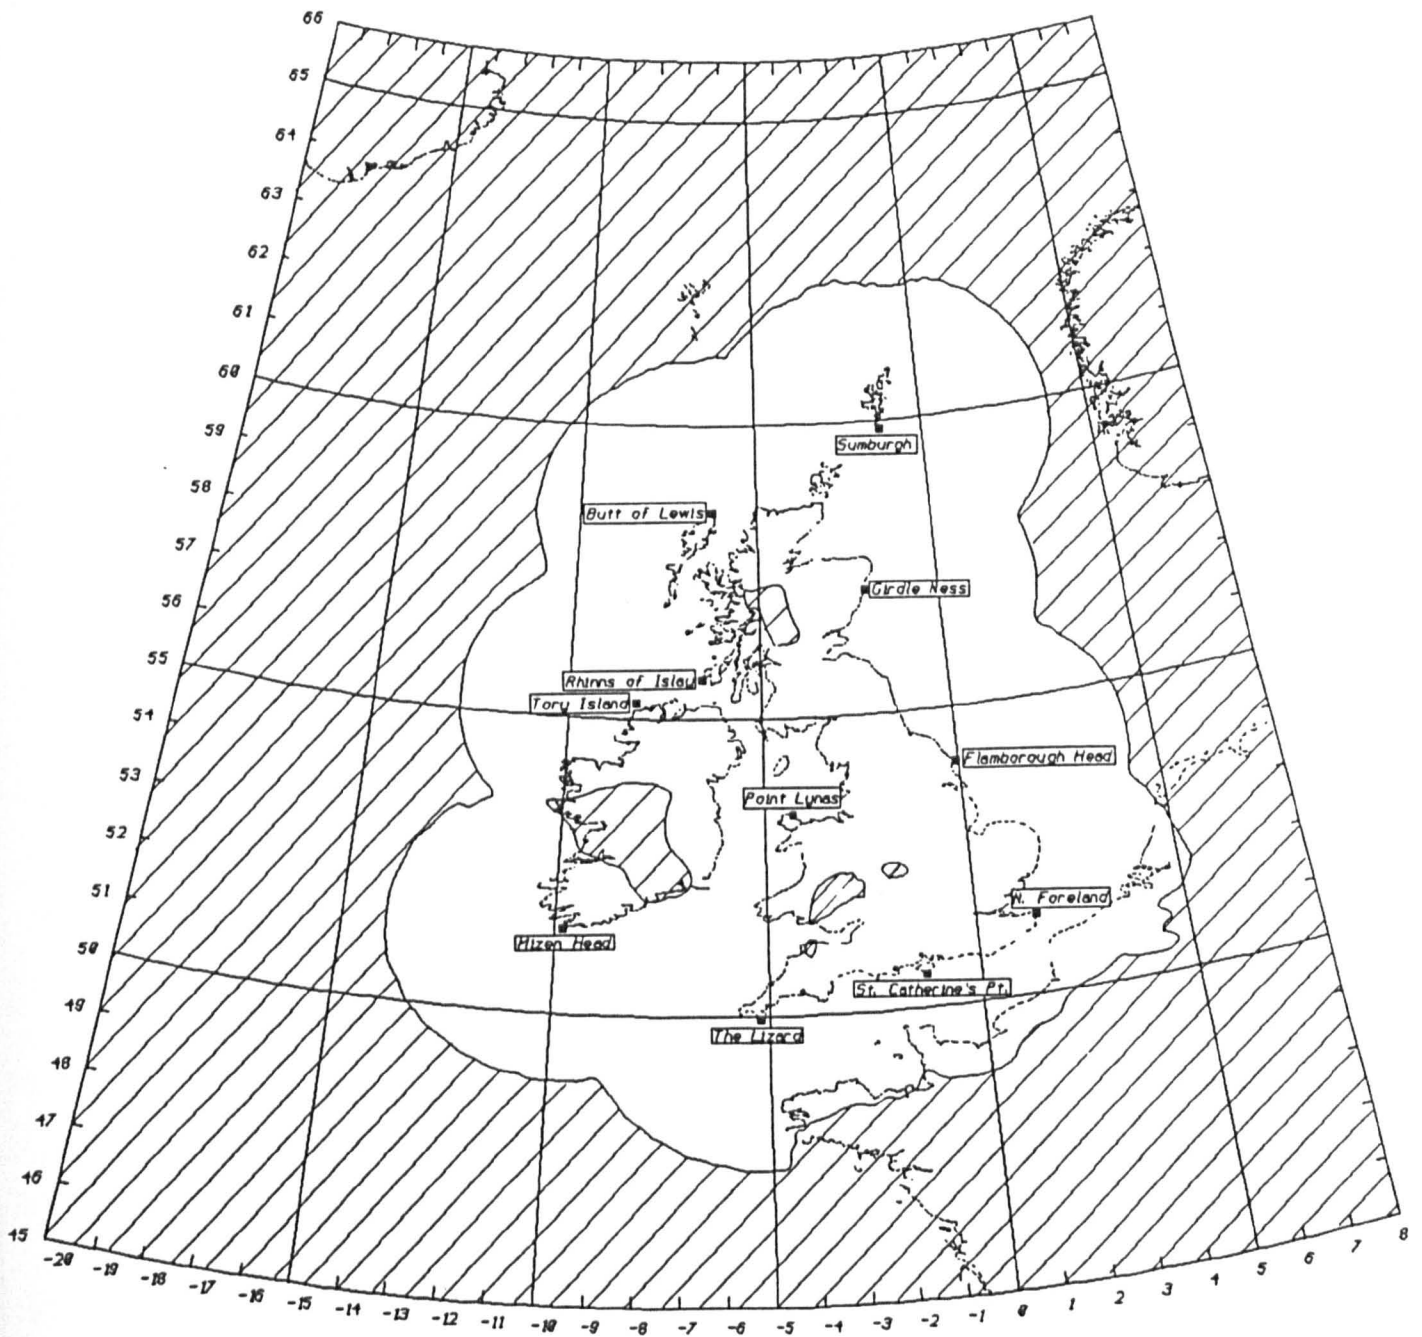 66
65
64
63
62
61
60
59
Sumburgh
58
Butt of Lewis
57
Girdle Ness
56
55
Rhinns of Islay
Tory Island
54
Flamborough Head
53
Point Lynas
52
51
N. Foreland
50
Mizen Head
St. Catherine's Pt.
49
The Lizard
48
47
46
45
-20 -19 -18 -17 -16 -15 -14 -13 -12 -11 -10 -9 -8 -7 -6 -5 -4 -3 -2 -1 0 1 2 3 4 5 6 7 8